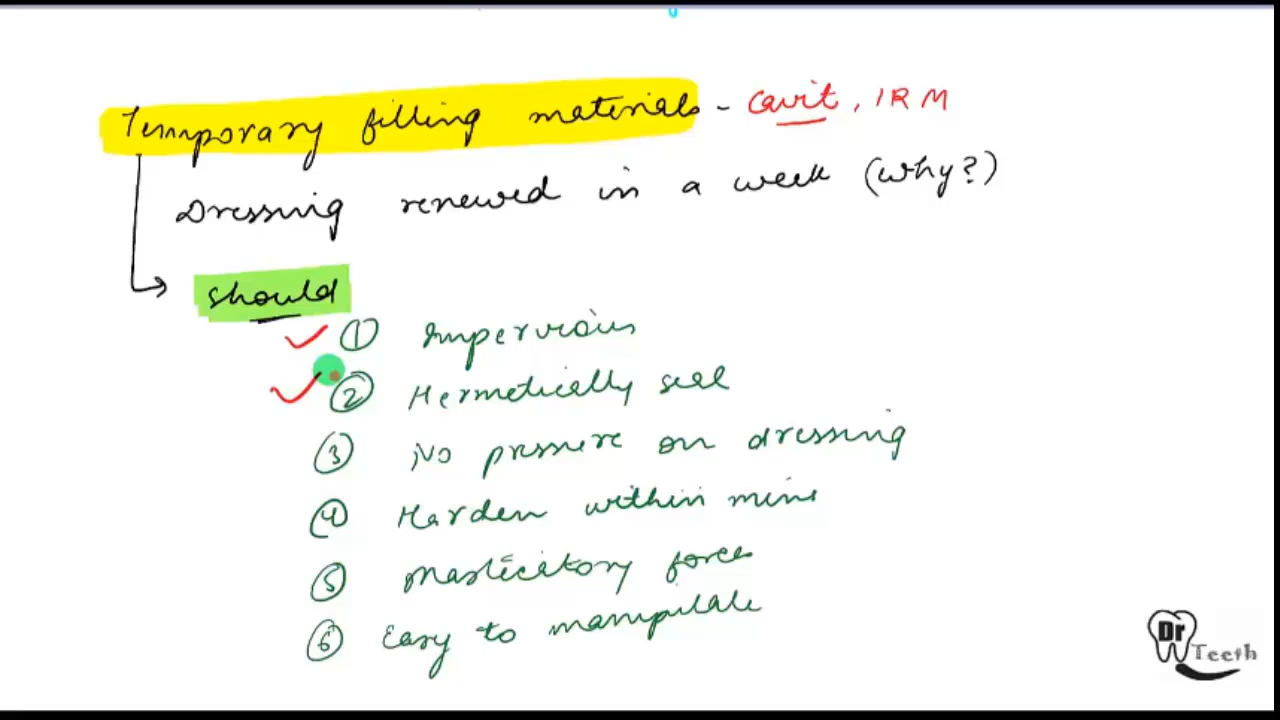 Temporary filling materials - Cavit, IRM
Dressing renewed in a week (why?)
should
① Impervious
② Hermetically seal
③ No pressure on dressing
④ Harden within mins
⑤ Masticatory forces
⑥ Easy to manipulate
Dr
Teeth